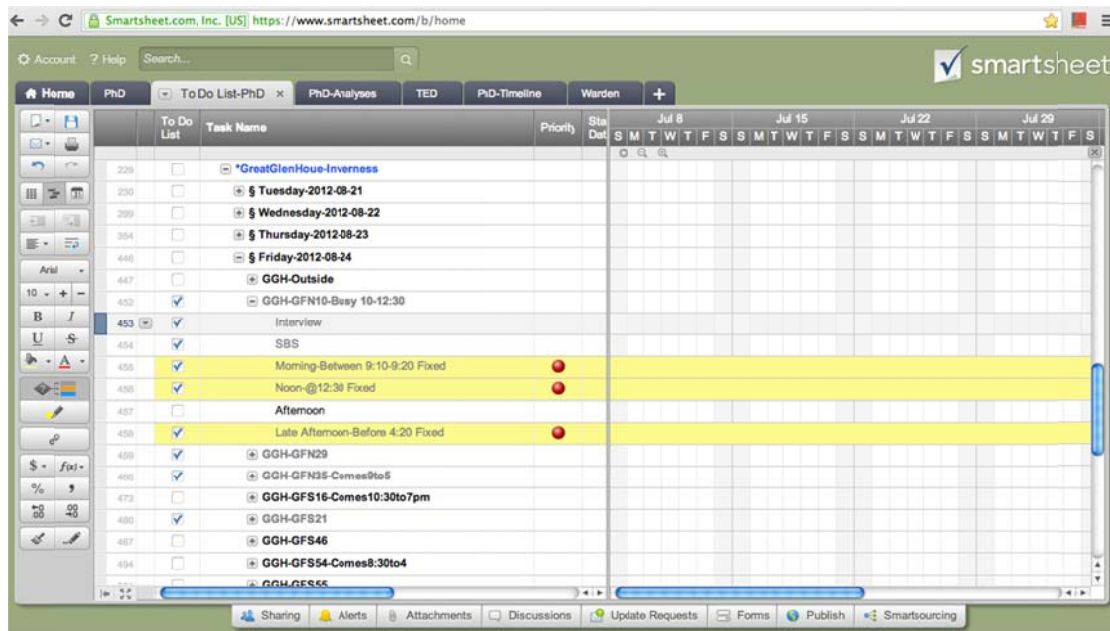 Smartsheet.com, Inc. [US] https://www.smartsheet.com/b/home
Account ? Help Search...
smartsheet
Home PhD To Do List-PhD × PhD-Analyses TED PhD-Timeline Warden +
To Do List Task Name Priority Sta Dat Jul 8 Jul 15 Jul 22 Jul 29
S M T W T F S S M T W T F S S M T W T F S S M T W T F S
229 *GreatGlenHoue-Inverness
230 § Tuesday-2012-08-21
299 § Wednesday-2012-08-22
354 § Thursday-2012-08-23
446 § Friday-2012-08-24
447 GGH-Outside
452 GGH-GFN10-Busy 10-12:30
453 Interview
454 SBS
455 Morning-Between 9:10-9:20 Fixed
456 Noon-@12:30 Fixed
457 Afternoon
458 Late Afternoon-Before 4:20 Fixed
459 GGH-GFN29
466 GGH-GFN35-Comes9to5
473 GGH-GFS16-Comes10:30to7pm
480 GGH-GFS21
487 GGH-GFS46
494 GGH-GFS54-Comes8:30to4
GGH-GFS55
Arial
10 + −
B I
U S
A
$ f(x)
% ,
Sharing Alerts Attachments Discussions Update Requests Forms Publish Smartsourcing